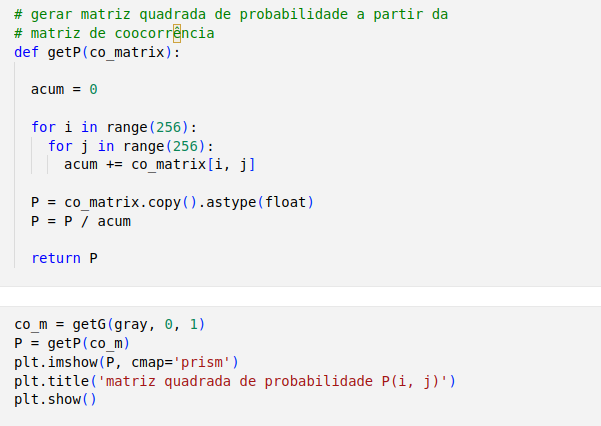 # gerar matriz quadrada de probabilidade a partir da
# matriz de coocorrência
def getP(co_matrix):
acum = 0
for i in range(256):
for j in range(256):
acum += co_matrix[i, j]
P = co_matrix.copy().astype(float)
P = P / acum
return P
co_m = getG(gray, 0, 1)
P = getP(co_m)
plt.imshow(P, cmap='prism')
plt.title('matriz quadrada de probabilidade P(i, j)')
plt.show()